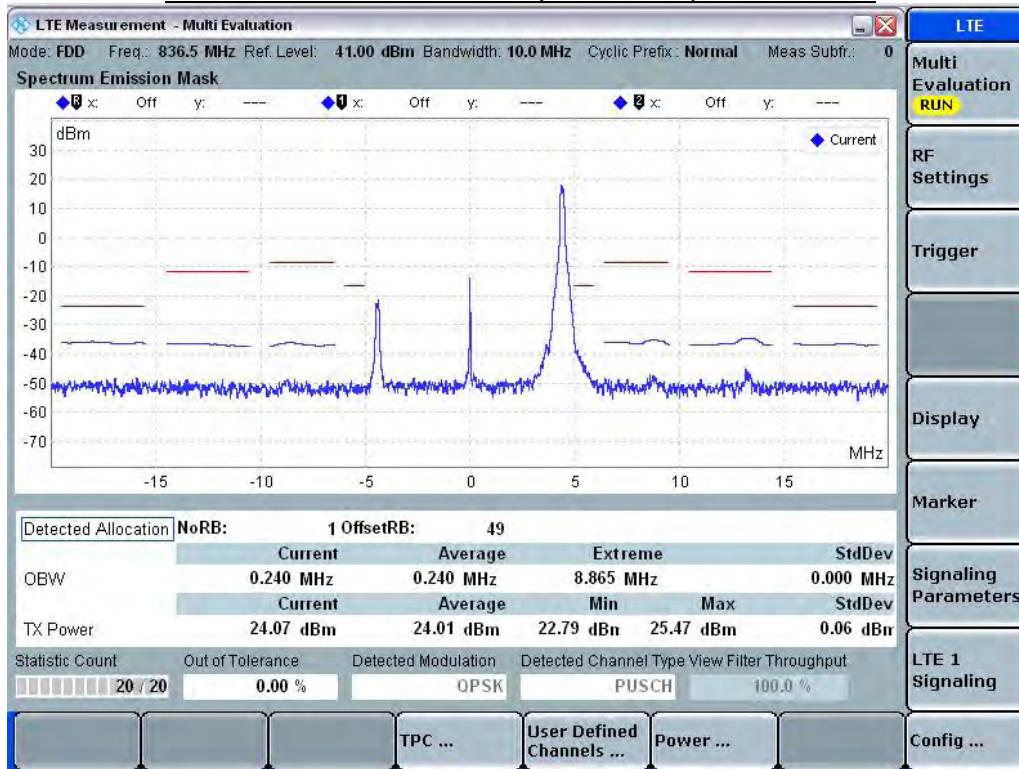 LTE Measurement - Multi Evaluation
LTE
Mode: FDD Freq.: 836.5 MHz Ref. Level: 41.00 dBm Bandwidth: 10.0 MHz Cyclic Prefix: Normal Meas Subfr.: 0
Spectrum Emission Mask
R x: Off y: --- 1 x: Off y: --- 2 x: Off y: ---
dBm
Current
30
20
10
0
-10
-20
-30
-40
-50
-60
-70
MHz
-15 -10 -5 0 5 10 15
Detected Allocation NoRB: 1 OffsetRB: 49
Current Average Extreme StdDev
OBW 0.240 MHz 0.240 MHz 8.865 MHz 0.000 MHz
Current Average Min Max StdDev
TX Power 24.07 dBm 24.01 dBm 22.79 dBm 25.47 dBm 0.06 dBm
Statistic Count Out of Tolerance Detected Modulation Detected Channel Type View Filter Throughput
20 / 20 0.00 % QPSK PUSCH 100.0 %
Multi
Evaluation
RUN
RF
Settings
Trigger
Display
Marker
Signaling
Parameters
LTE 1
Signaling
TPC ...
User Defined
Channels ...
Power ...
Config ...